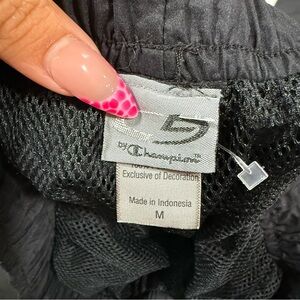 by Champion
Exclusive of Decoration
Made in Indonesia
M